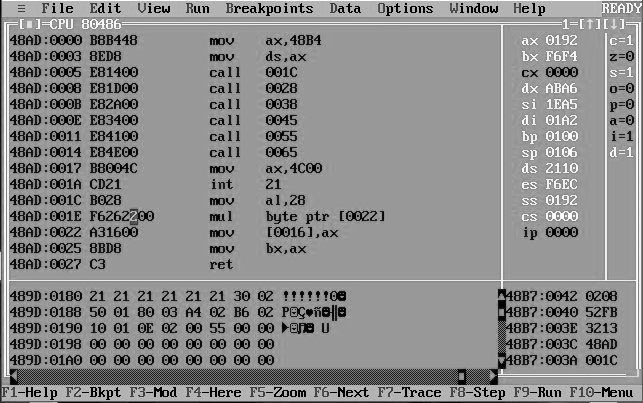 ≡ File Edit View Run Breakpoints Data Options Window Help READY
[■]=CPU 80486 1=[↑][↓]
48AD:0000 B8B448 mov ax,48B4 ax 0192 c=1
48AD:0003 8ED8 mov ds,ax bx F6F4 z=0
48AD:0005 E81400 call 001C cx 0000 s=1
48AD:0008 E81D00 call 0028 dx ABA6 o=0
48AD:000B E82A00 call 0038 si 1EA5 p=0
48AD:000E E83400 call 0045 di 01A2 a=0
48AD:0011 E84100 call 0055 bp 0100 i=1
48AD:0014 E84E00 call 0065 sp 0106 d=1
48AD:0017 B8004C mov ax,4C00 ds 2110
48AD:001A CD21 int 21 es F6EC
48AD:001C B028 mov al,28 ss 0192
48AD:001E F6262200 mul byte ptr [0022] cs 0000
48AD:0022 A31600 mov [0016],ax ip 0000
48AD:0025 8BD8 mov bx,ax
48AD:0027 C3 ret
489D:0180 21 21 21 21 21 21 30 02 !!!!!!0☻ 48B7:0042 0208
489D:0188 50 01 80 03 A4 02 B6 02 P☺Ç♥ñ☻╢☻ 48B7:0040 52FB
489D:0190 10 01 0E 02 00 55 00 00 ►☺♫☻ U 48B7:003E 3213
489D:0198 00 00 00 00 00 00 00 00 48B7:003C 48AD
489D:01A0 00 00 00 00 00 00 00 00 48B7:003A 001C
F1-Help F2-Bkpt F3-Mod F4-Here F5-Zoom F6-Next F7-Trace F8-Step F9-Run F10-Menu